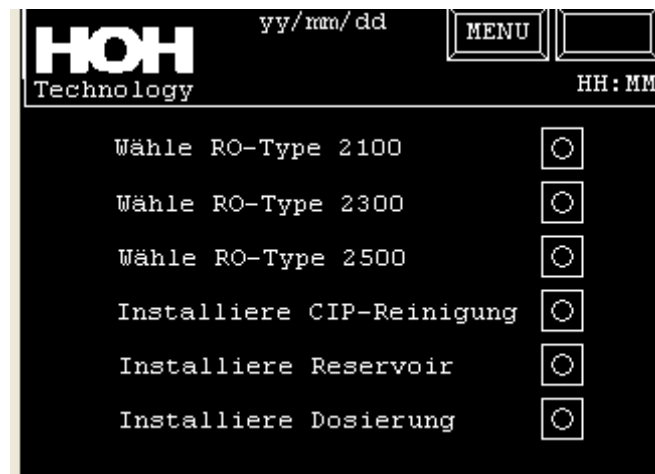 yy/mm/dd
MENU
HOH
Technology
HH:MM
Wähle RO-Type 2100
Wähle RO-Type 2300
Wähle RO-Type 2500
Installiere CIP-Reinigung
Installiere Reservoir
Installiere Dosierung